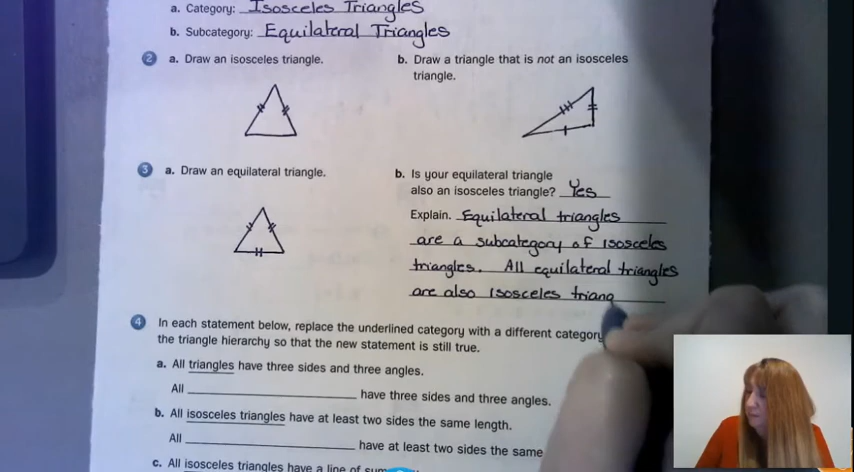 a. Category: Isosceles Triangles
b. Subcategory: Equilateral Triangles
2 a. Draw an isosceles triangle.
b. Draw a triangle that is not an isosceles
triangle.
3 a. Draw an equilateral triangle.
b. Is your equilateral triangle
also an isosceles triangle? Yes
Explain. Equilateral triangles
are a subcategory of isosceles
triangles. All equilateral triangles
are also isosceles triang
4 In each statement below, replace the underlined category with a different category
the triangle hierarchy so that the new statement is still true.
a. All triangles have three sides and three angles.
All have three sides and three angles.
b. All isosceles triangles have at least two sides the same length.
All have at least two sides the same
c. All isosceles triangles have a line of